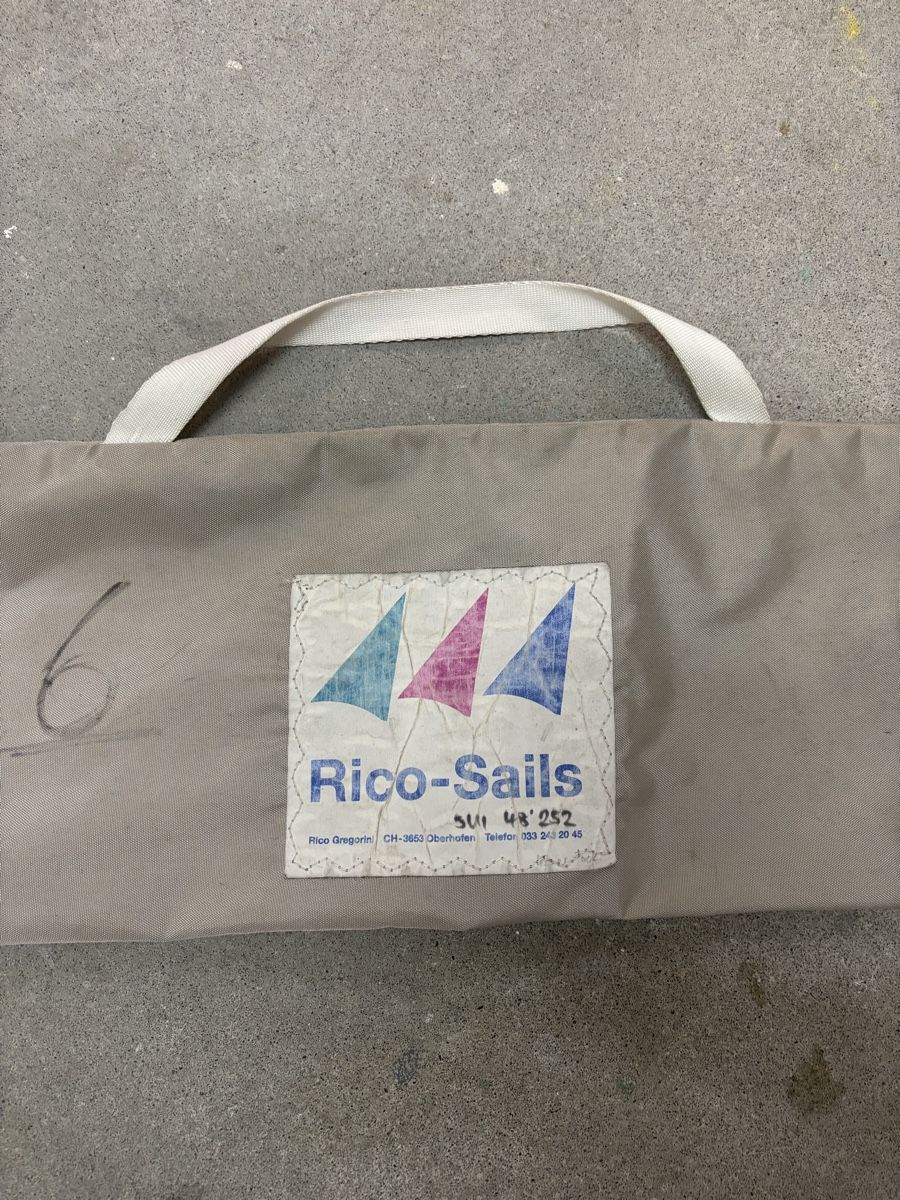 6
Rico-Sails
SUI 48'252
Rico Gregorini CH-3653 Oberhofen Telefon 033 243 20 45